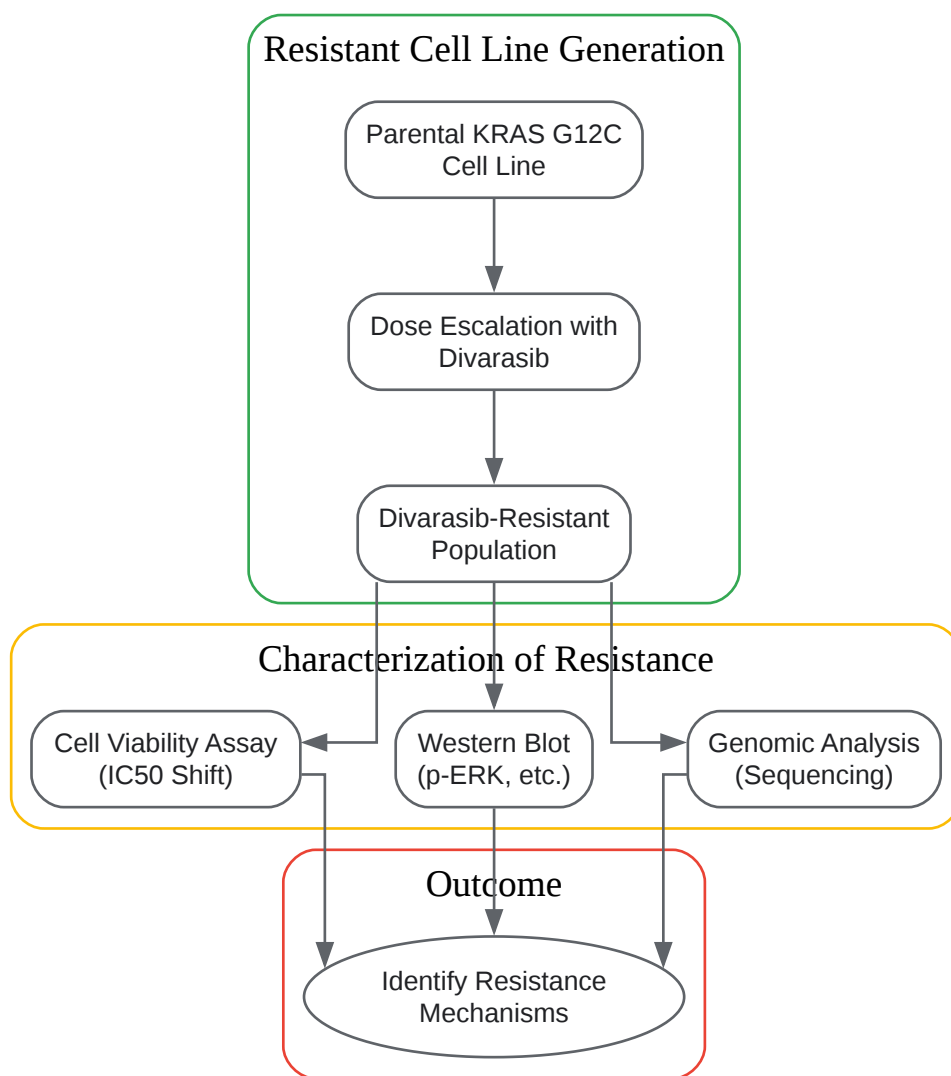 Resistant Cell Line Generation
Parental KRAS G12C
Cell Line
Dose Escalation with
Divarasib
Divarasib-Resistant
Population
Characterization of Resistance
Cell Viability Assay
(IC50 Shift)
Western Blot
(p-ERK, etc.)
Genomic Analysis
(Sequencing)
Outcome
Identify Resistance
Mechanisms